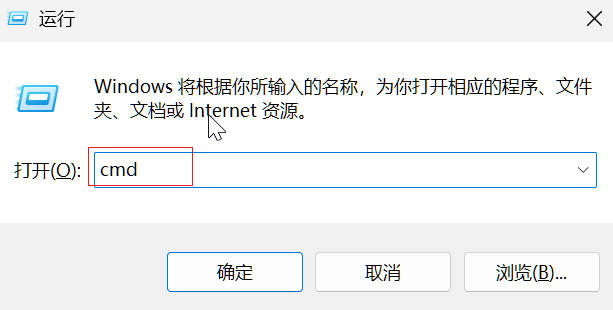 运行
Windows 将根据你所输入的名称，为你打开相应的程序、文件
夹、文档或 Internet 资源。
打开(O): cmd
确定 取消 浏览(B)...